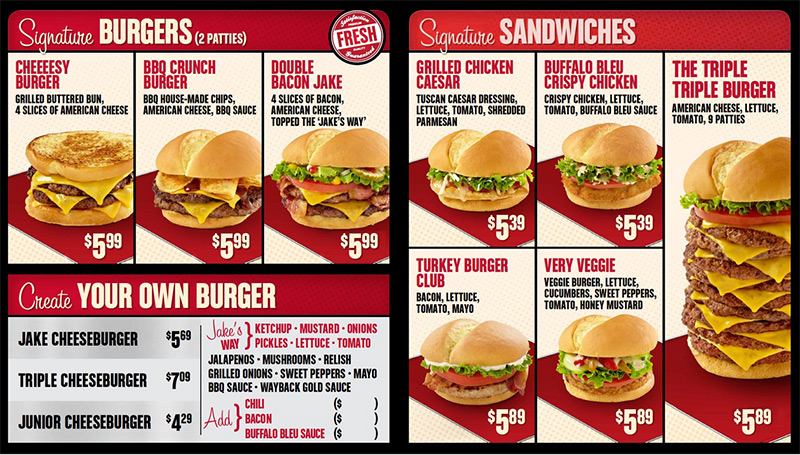 Signature BURGERS (2 PATTIES)
Satisfaction
FRESH
Guaranteed
CHEEEESY
BURGER
GRILLED BUTTERED BUN,
4 SLICES OF AMERICAN CHEESE
$5.99
BBQ CRUNCH
BURGER
BBQ HOUSE-MADE CHIPS,
AMERICAN CHEESE, BBQ SAUCE
$5.99
DOUBLE
BACON JAKE
4 SLICES OF BACON,
AMERICAN CHEESE,
TOPPED THE 'JAKE'S WAY'
$5.99
Create YOUR OWN BURGER
JAKE CHEESEBURGER $5.69
TRIPLE CHEESEBURGER $7.09
JUNIOR CHEESEBURGER $4.29
Jake's
WAY
KETCHUP • MUSTARD • ONIONS
PICKLES • LETTUCE • TOMATO
JALAPENOS • MUSHROOMS • RELISH
GRILLED ONIONS • SWEET PEPPERS • MAYO
BBQ SAUCE • WAYBACK GOLD SAUCE
Add
CHILI ($ )
BACON ($ )
BUFFALO BLEU SAUCE ($ )
Signature SANDWICHES
GRILLED CHICKEN
CAESAR
TUSCAN CAESAR DRESSING,
LETTUCE, TOMATO, SHREDDED
PARMESAN
$5.39
BUFFALO BLEU
CRISPY CHICKEN
CRISPY CHICKEN, LETTUCE,
TOMATO, BUFFALO BLEU SAUCE
$5.39
THE TRIPLE
TRIPLE BURGER
AMERICAN CHEESE, LETTUCE,
TOMATO, 9 PATTIES
$5.89
TURKEY BURGER
CLUB
BACON, LETTUCE,
TOMATO, MAYO
$5.89
VERY VEGGIE
VEGGIE BURGER, LETTUCE,
CUCUMBERS, SWEET PEPPERS,
TOMATO, HONEY MUSTARD
$5.89